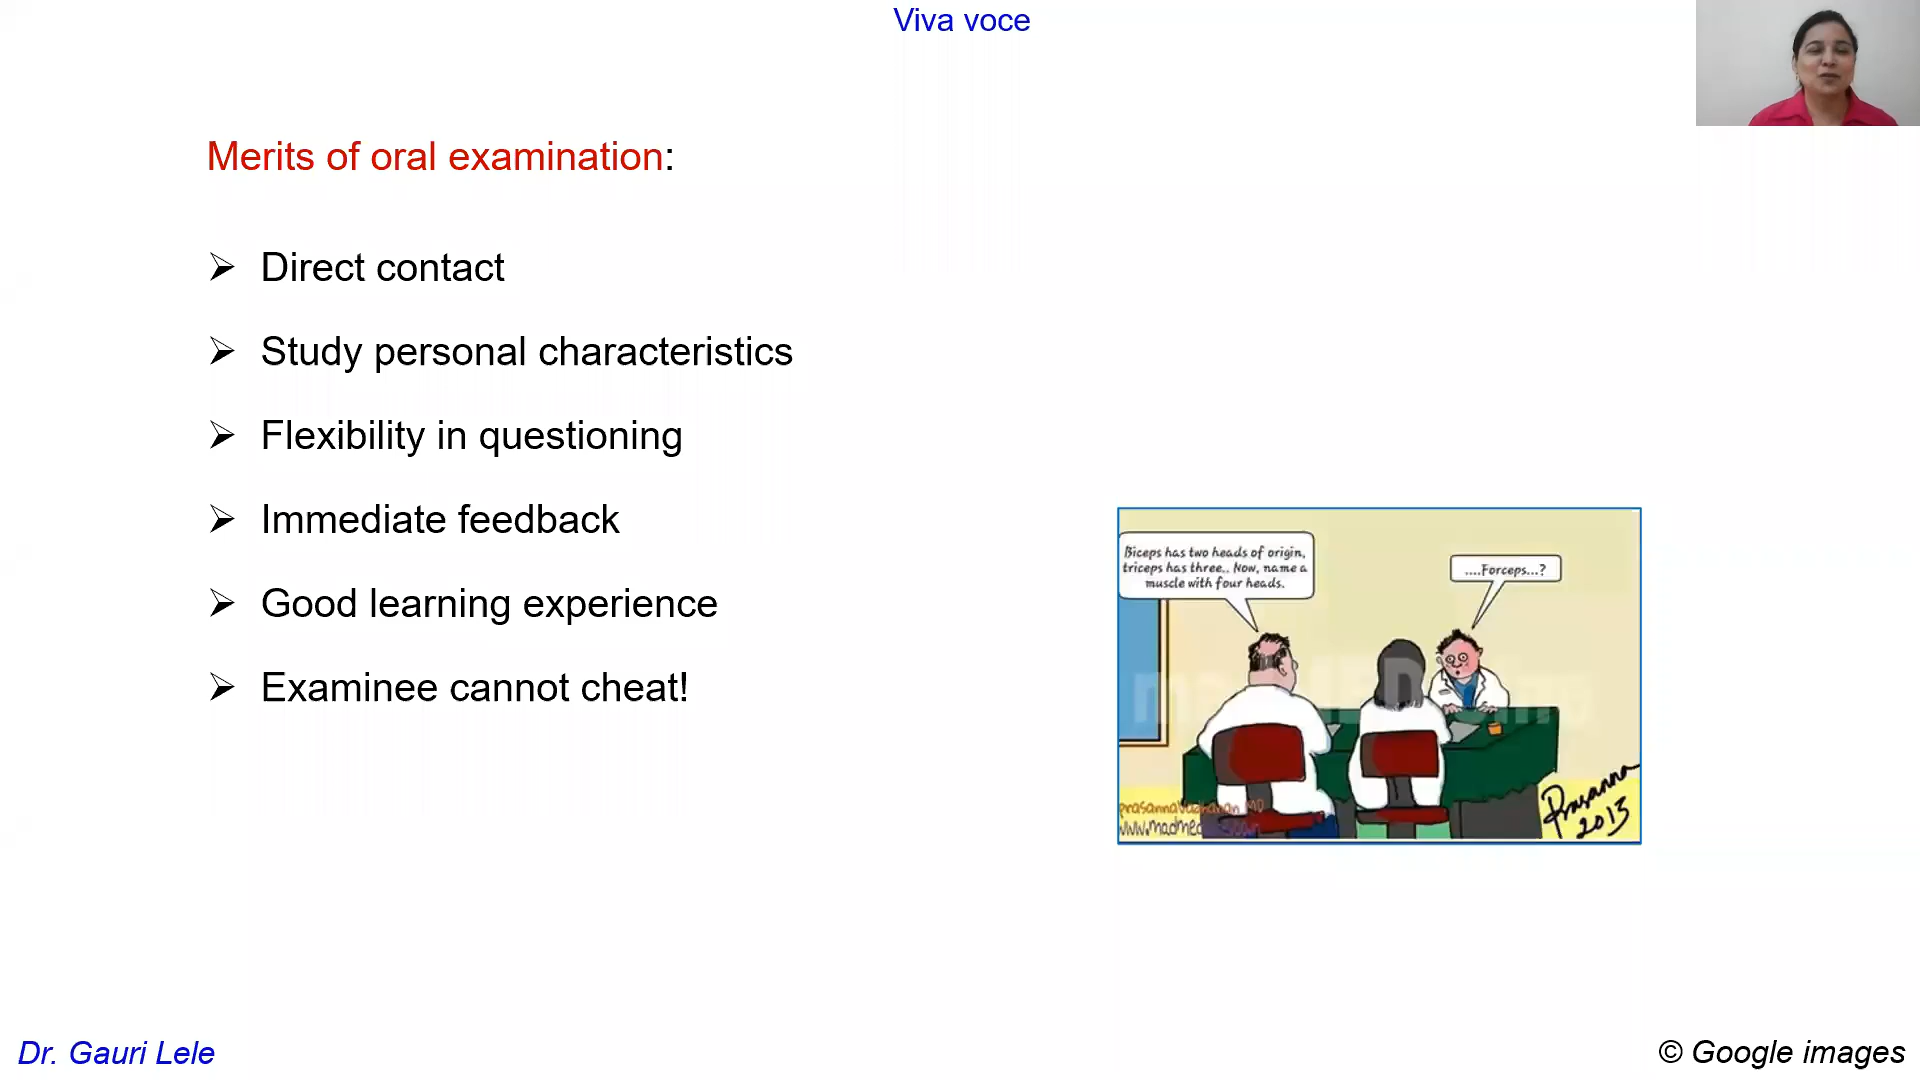 Viva voce
Merits of oral examination:
➢ Direct contact
➢ Study personal characteristics
➢ Flexibility in questioning
➢ Immediate feedback
➢ Good learning experience
➢ Examinee cannot cheat!
Biceps has two heads of origin,
triceps has three.. Now, name a
muscle with four heads.
....Forceps...?
Prasanna
2013
Dr. Gauri Lele
© Google images